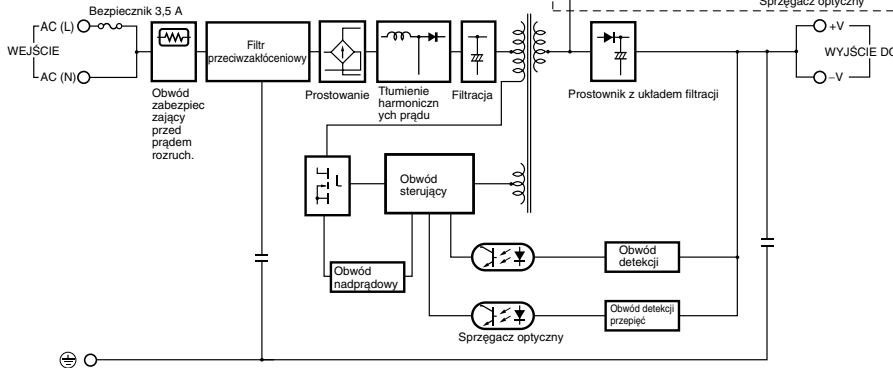 Sprzęgacz optyczny
Bezpiecznik 3,5 A
AC (L)
WEJŚCIE
AC (N)
Obwód
zabezpiec
zający
przed
prądem
rozruch.
Filtr
przeciwzakłóceniowy
Prostowanie
Tłumienie
harmoniczn
ych prądu
Filtracja
Prostownik z układem filtracji
+V
WYJŚCIE DC
–V
Obwód
sterujący
Obwód
nadprądowy
Obwód
detekcji
Obwód detekcji
przepięć
Sprzęgacz optyczny